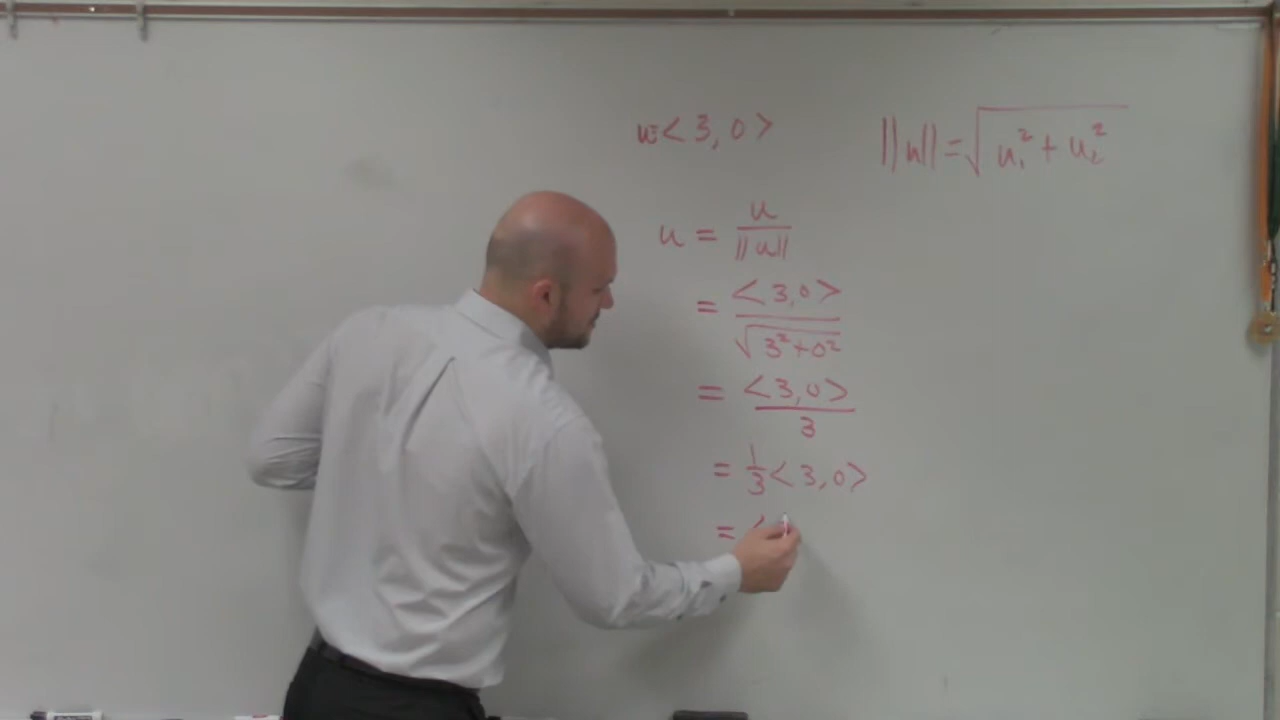 u=<3,0>
||u|| = √(u₁² + u₂²)
u = u/||u||
= <3,0>/√(3²+0²)
= <3,0>/3
= 1/3<3,0>
= <